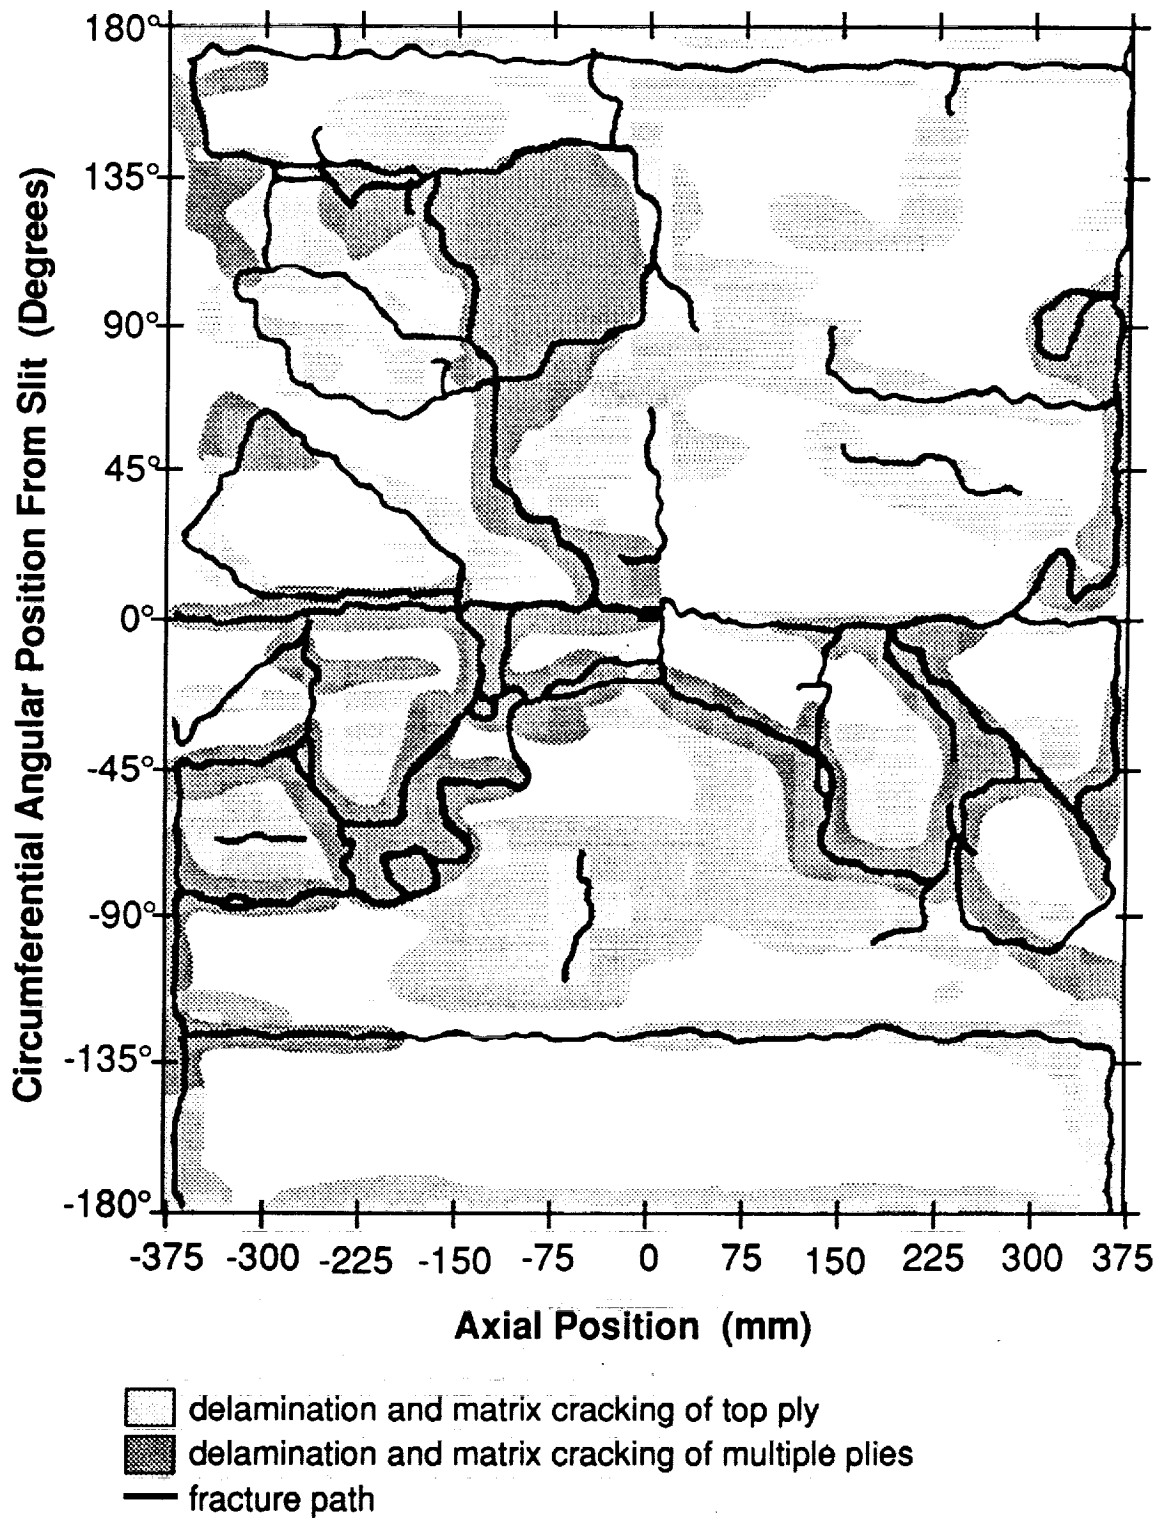 Circumferential Angular Position From Slit (Degrees)
180°
135°
90°
45°
0°
-45°
-90°
-135°
-180°
-375 -300 -225 -150 -75 0 75 150 225 300 375
Axial Position (mm)
delamination and matrix cracking of top ply
delamination and matrix cracking of multiple plies
fracture path